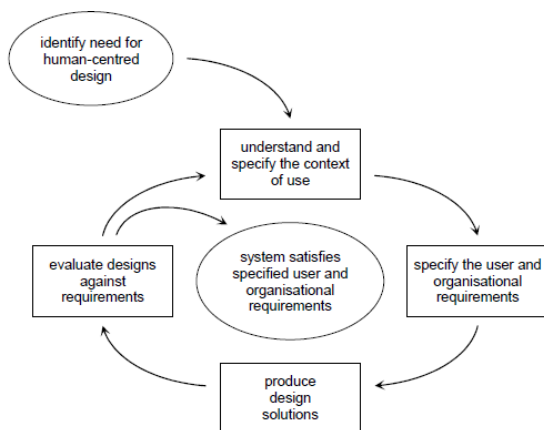 identify need for
human-centred
design
understand and
specify the context
of use
evaluate designs
against
requirements
system satisfies
specified user and
organisational
requirements
specify the user and
organisational
requirements
produce
design
solutions